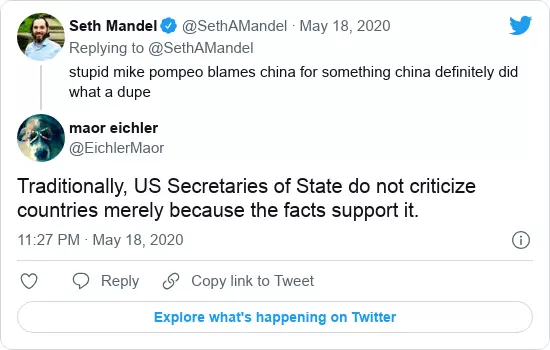 Seth Mandel @SethAMandel · May 18, 2020
Replying to @SethAMandel
stupid mike pompeo blames china for something china definitely did
what a dupe
maor eichler
@EichlerMaor
Traditionally, US Secretaries of State do not criticize
countries merely because the facts support it.
11:27 PM · May 18, 2020
Reply Copy link to Tweet
Explore what's happening on Twitter